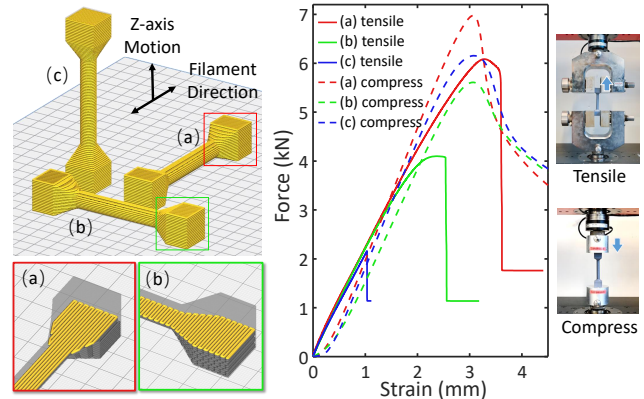 Z-axis
Motion
(c)
Filament
Direction
(a)
(b)
(a)
(b)
Force (kN)
7
6
5
4
3
2
1
0
0
1
2
3
4
Strain (mm)
(a) tensile
(b) tensile
(c) tensile
(a) compress
(b) compress
(c) compress
Tensile
Compress